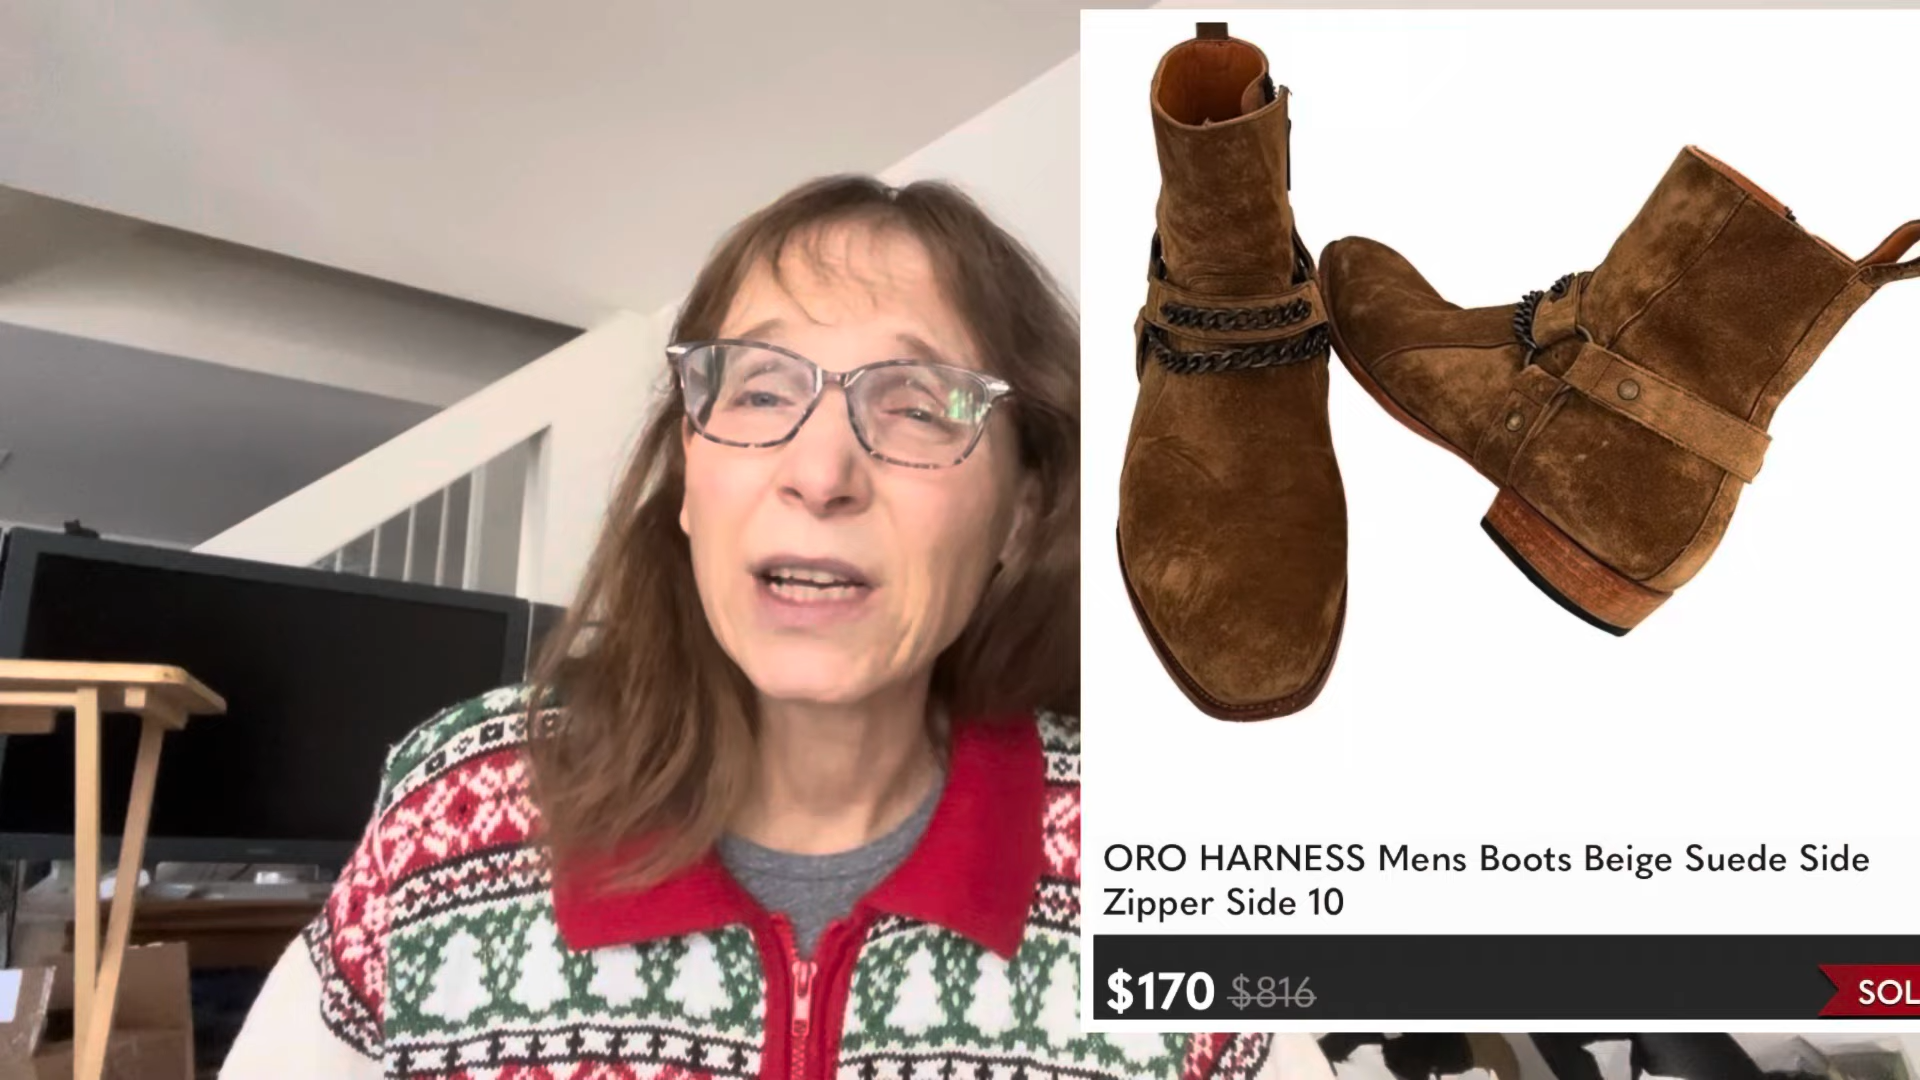 ORO HARNESS Mens Boots Beige Suede Side
Zipper Side 10
$170 $816
SOL